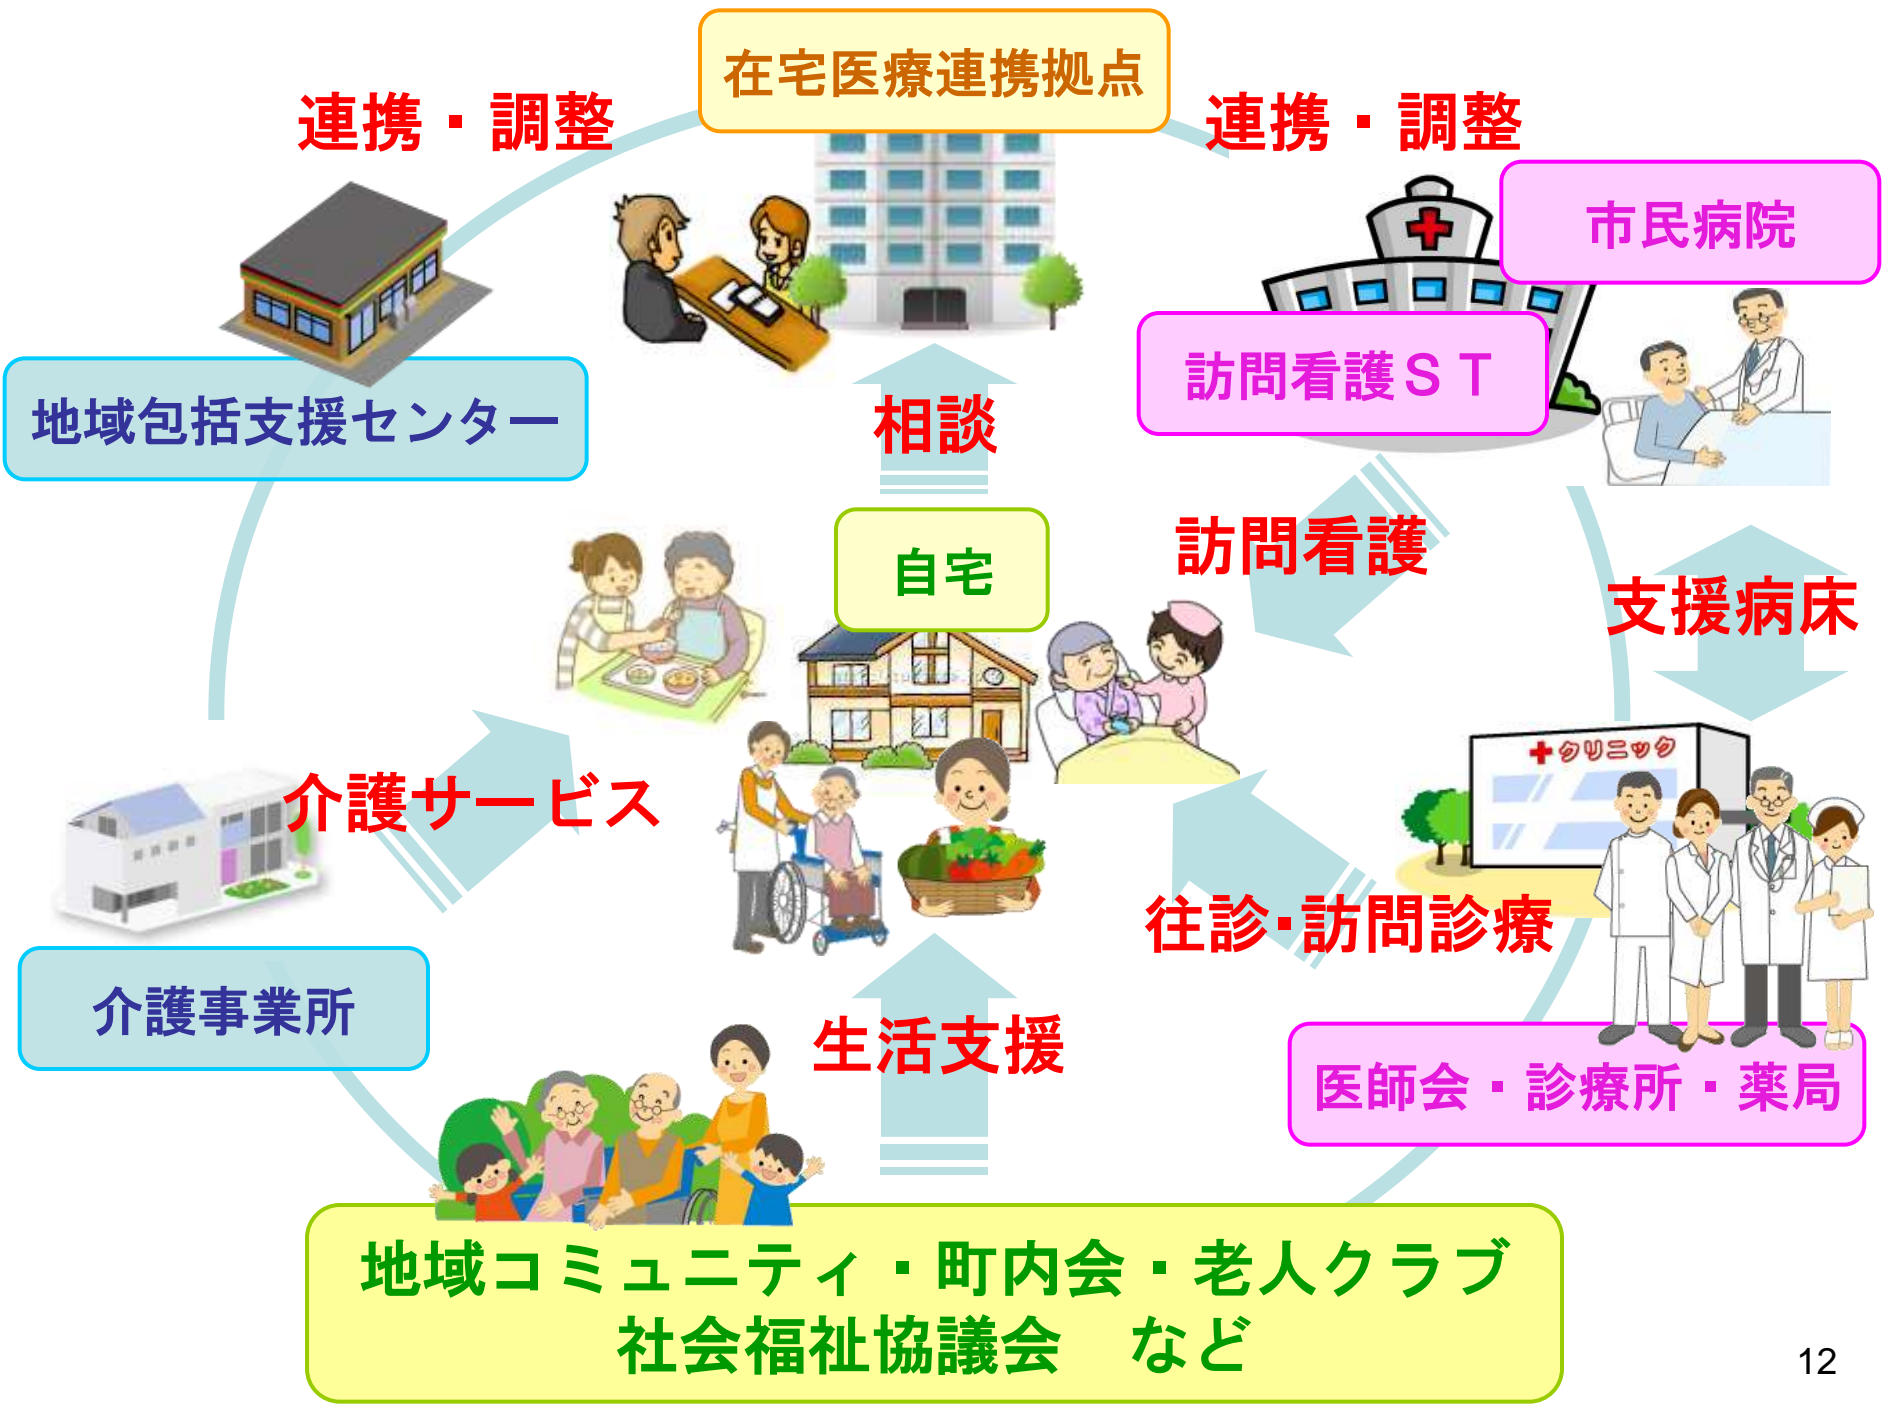 在宅医療連携拠点
連携・調整
連携・調整
市民病院
訪問看護ＳＴ
地域包括支援センター
相談
自宅
訪問看護
支援病床
クリニック
介護サービス
往診・訪問診療
介護事業所
生活支援
医師会・診療所・薬局
地域コミュニティ・町内会・老人クラブ
社会福祉協議会　など
12